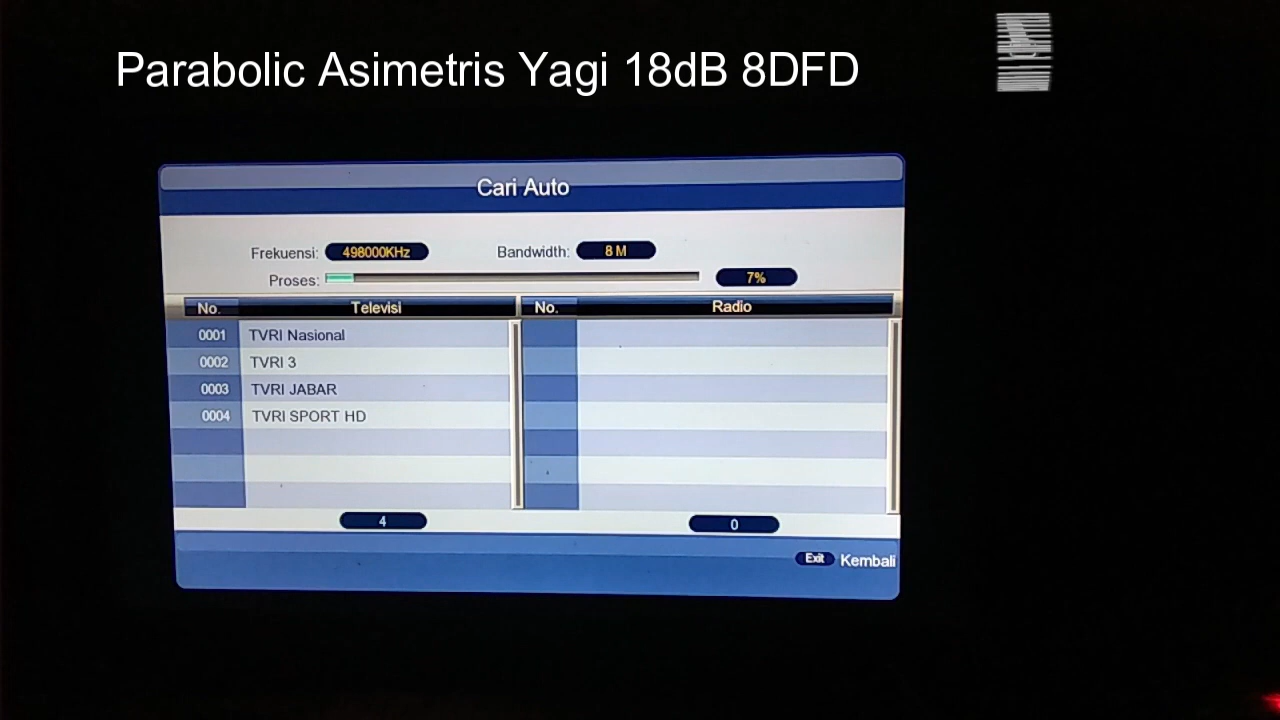 Parabolic Asimetris Yagi 18dB 8DFD
Cari Auto
Frekuensi: 498000KHz Bandwidth: 8 M
Proses: 7%
No. Televisi No. Radio
0001 TVRI Nasional
0002 TVRI 3
0003 TVRI JABAR
0004 TVRI SPORT HD
4 0
Exit Kembali